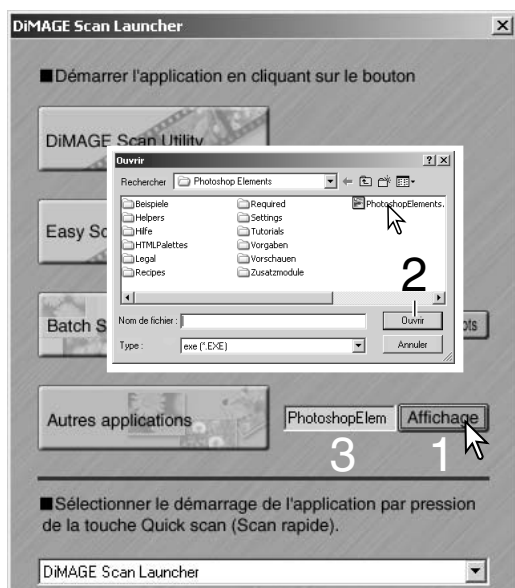 DiMAGE Scan Launcher
■Démarrer l'application en cliquant sur le bouton
DiMAGE Scan Utility
Ouvrir
Rechercher
Photoshop Elements
Beispiele
Helpers
Hilfe
HTMLPalettes
Legal
Recipes
Required
Settings
Tutorials
Vorgaben
Vorschauen
Zusatzmodule
PhotoshopElements.
2
Nom de fichier :
Ouvrir
Type :
exe (*.EXE)
Annuler
Easy Sc
Batch S
Autres applications
PhotoshopElem
Affichage
3
1
■Sélectionner le démarrage de l'application par pression
de la touche Quick scan (Scan rapide).
DiMAGE Scan Launcher